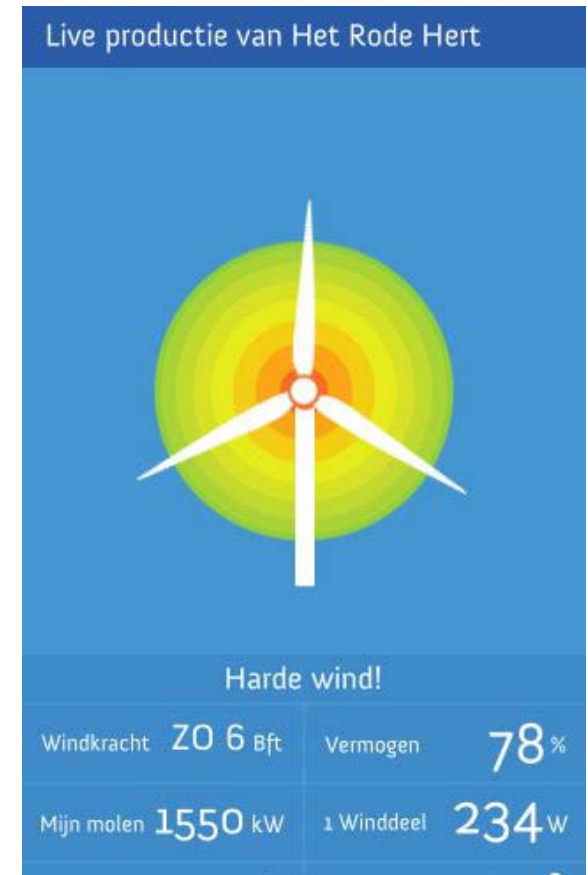 Live productie van Het Rode Hert
Harde wind!
Windkracht ZO 6 Bft Vermogen 78 %
Mijn molen 1550 kW 1 Winddeel 234 W